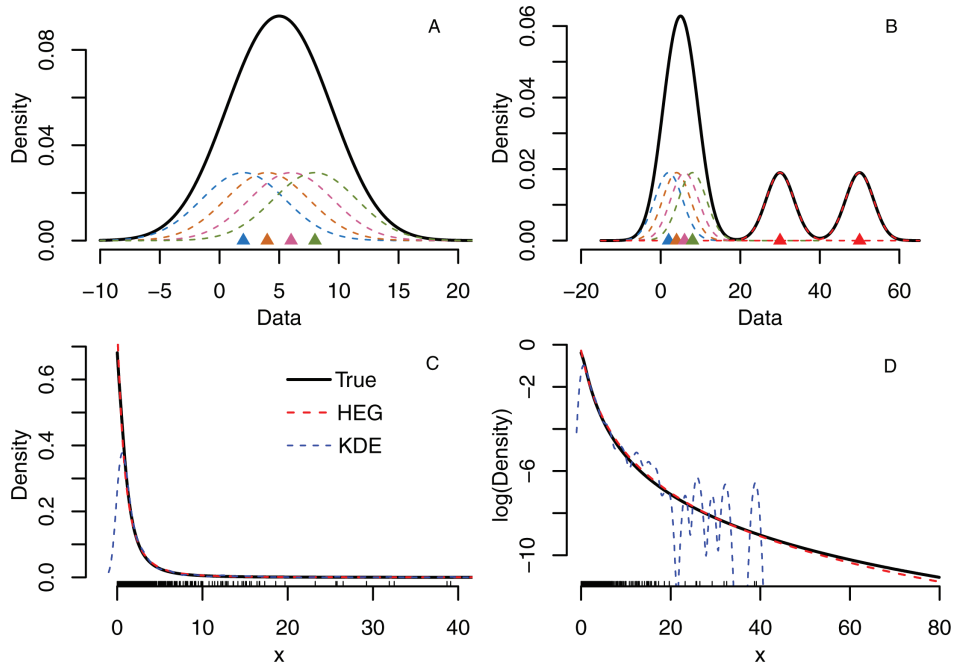 A
Density
0.00
0.04
0.08
-10 -5 0 5 10 15 20
Data
B
Density
0.00
0.02
0.04
0.06
-20 0 20 40 60
Data
C
Density
0.0
0.2
0.4
0.6
True
HEG
KDE
0 10 20 30 40
x
D
log(Density)
0
-2
-6
-10
0 20 40 60 80
x